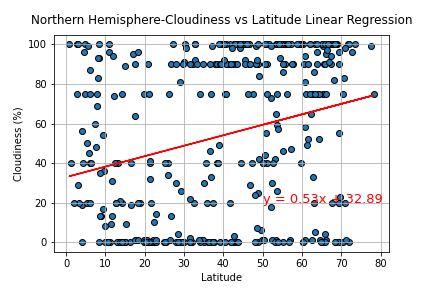 Northern Hemisphere-Cloudiness vs Latitude Linear Regression
Cloudiness (%)
100
80
60
40
20
0
y = 0.53x + 32.89
0 10 20 30 40 50 60 70 80
Latitude